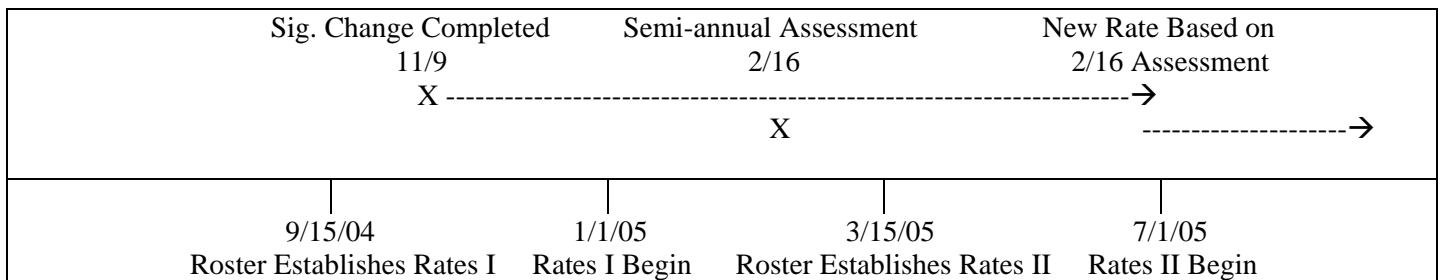 Sig. Change Completed Semi-annual Assessment New Rate Based on
11/9 2/16 2/16 Assessment
X ----------------------------------------------------------------------→
X ---------------------→
9/15/04 1/1/05 3/15/05 7/1/05
Roster Establishes Rates I Rates I Begin Roster Establishes Rates II Rates II Begin